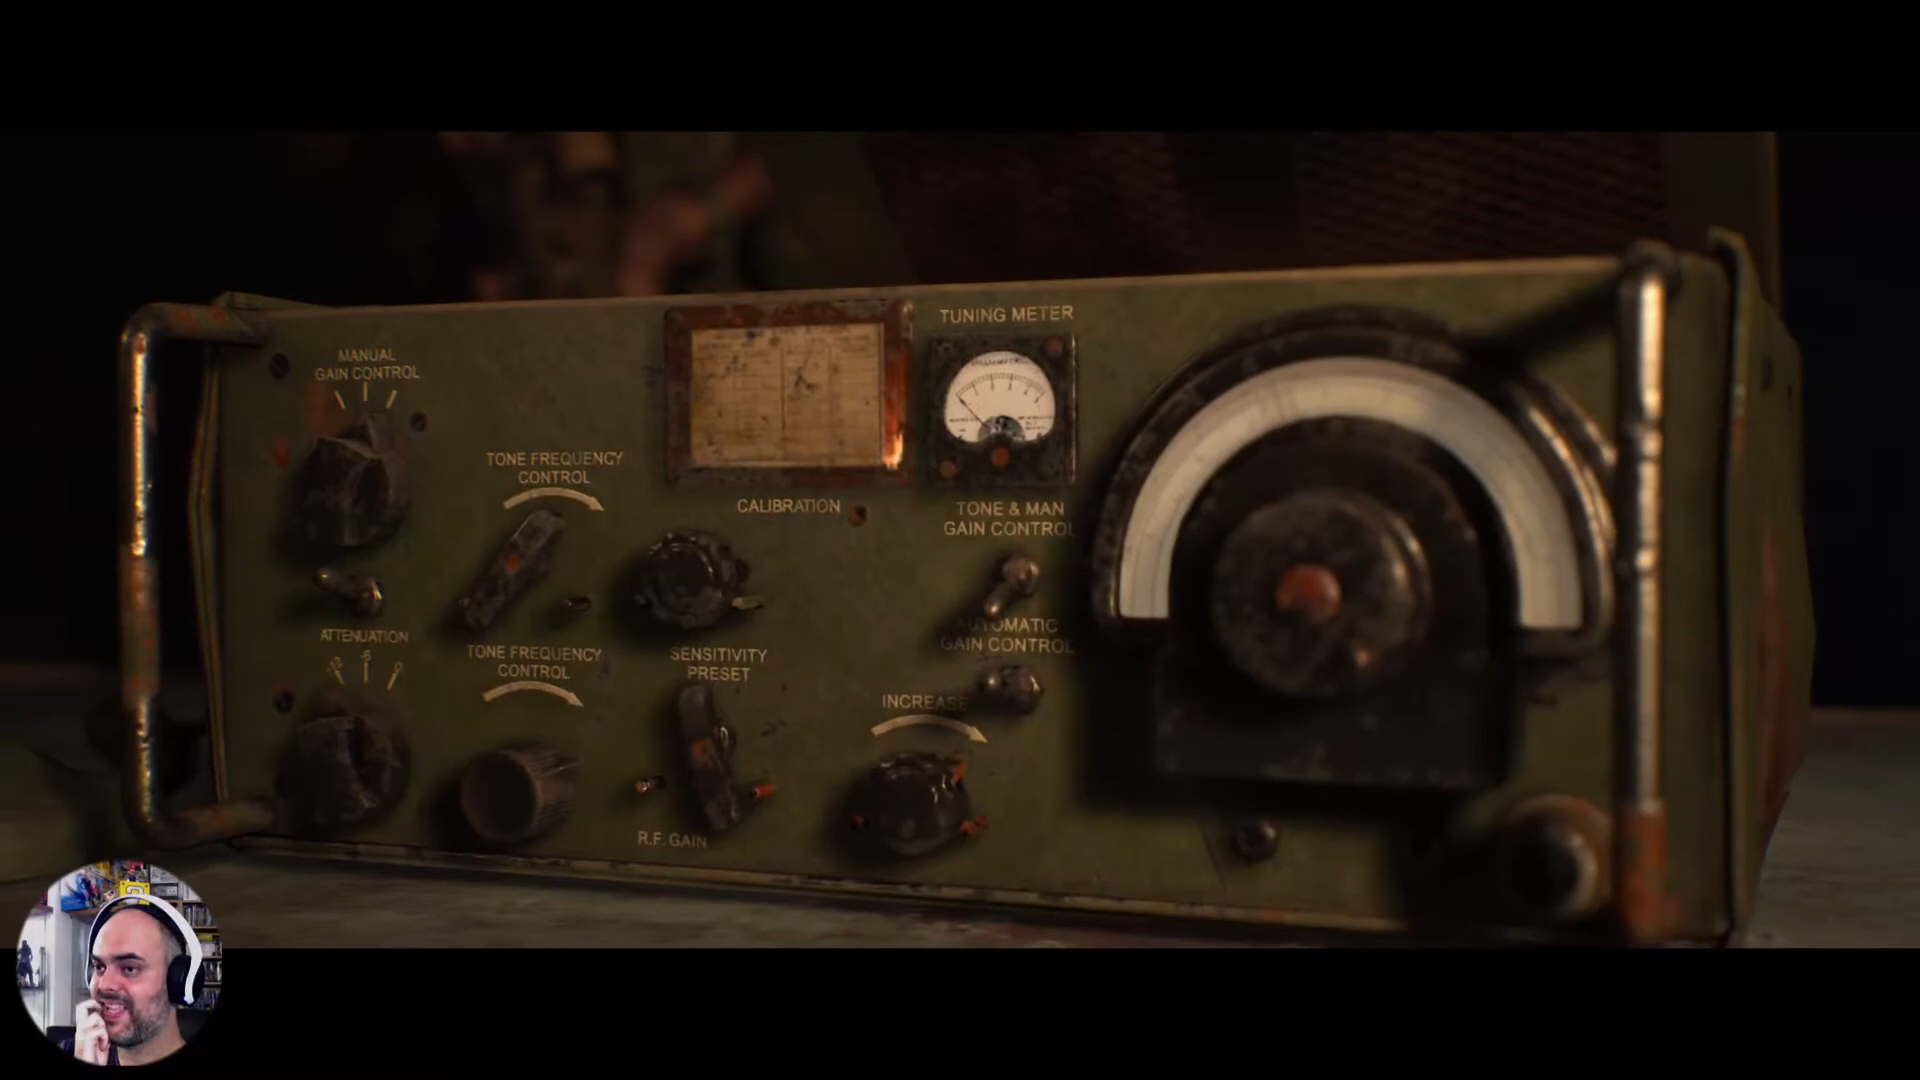 MANUAL
GAIN CONTROL
TONE FREQUENCY
CONTROL
TUNING METER
CALIBRATION
TONE & MAN
GAIN CONTROL
ATTENUATION
TONE FREQUENCY
CONTROL
SENSITIVITY
PRESET
AUTOMATIC
GAIN CONTROL
INCREASE
R.F. GAIN